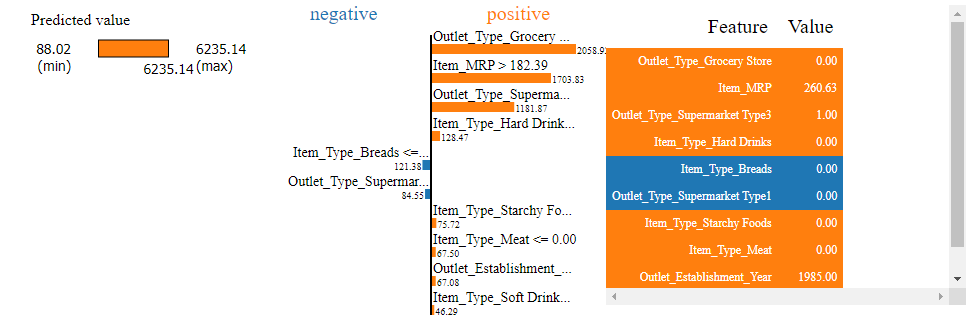 Predicted value
88.02
(min)
6235.14
(max)
6235.14
negative
positive
Outlet_Type_Grocery ...
Item_MRP > 182.39
1703.83
Outlet_Type_Superma...
1181.87
Item_Type_Hard Drink...
128.47
Item_Type_Breads <=...
121.38
Outlet_Type_Supermar...
84.55
Item_Type_Starchy Fo...
75.72
Item_Type_Meat <= 0.00
67.50
Outlet_Establishment_...
67.08
Item_Type_Soft Drink...
46.29
Feature Value
Outlet_Type_Grocery Store 0.00
Item_MRP 260.63
Outlet_Type_Supermarket Type3 1.00
Item_Type_Hard Drinks 0.00
Item_Type_Breads 0.00
Outlet_Type_Supermarket Type1 0.00
Item_Type_Starchy Foods 0.00
Item_Type_Meat 0.00
Outlet_Establishment_Year 1985.00